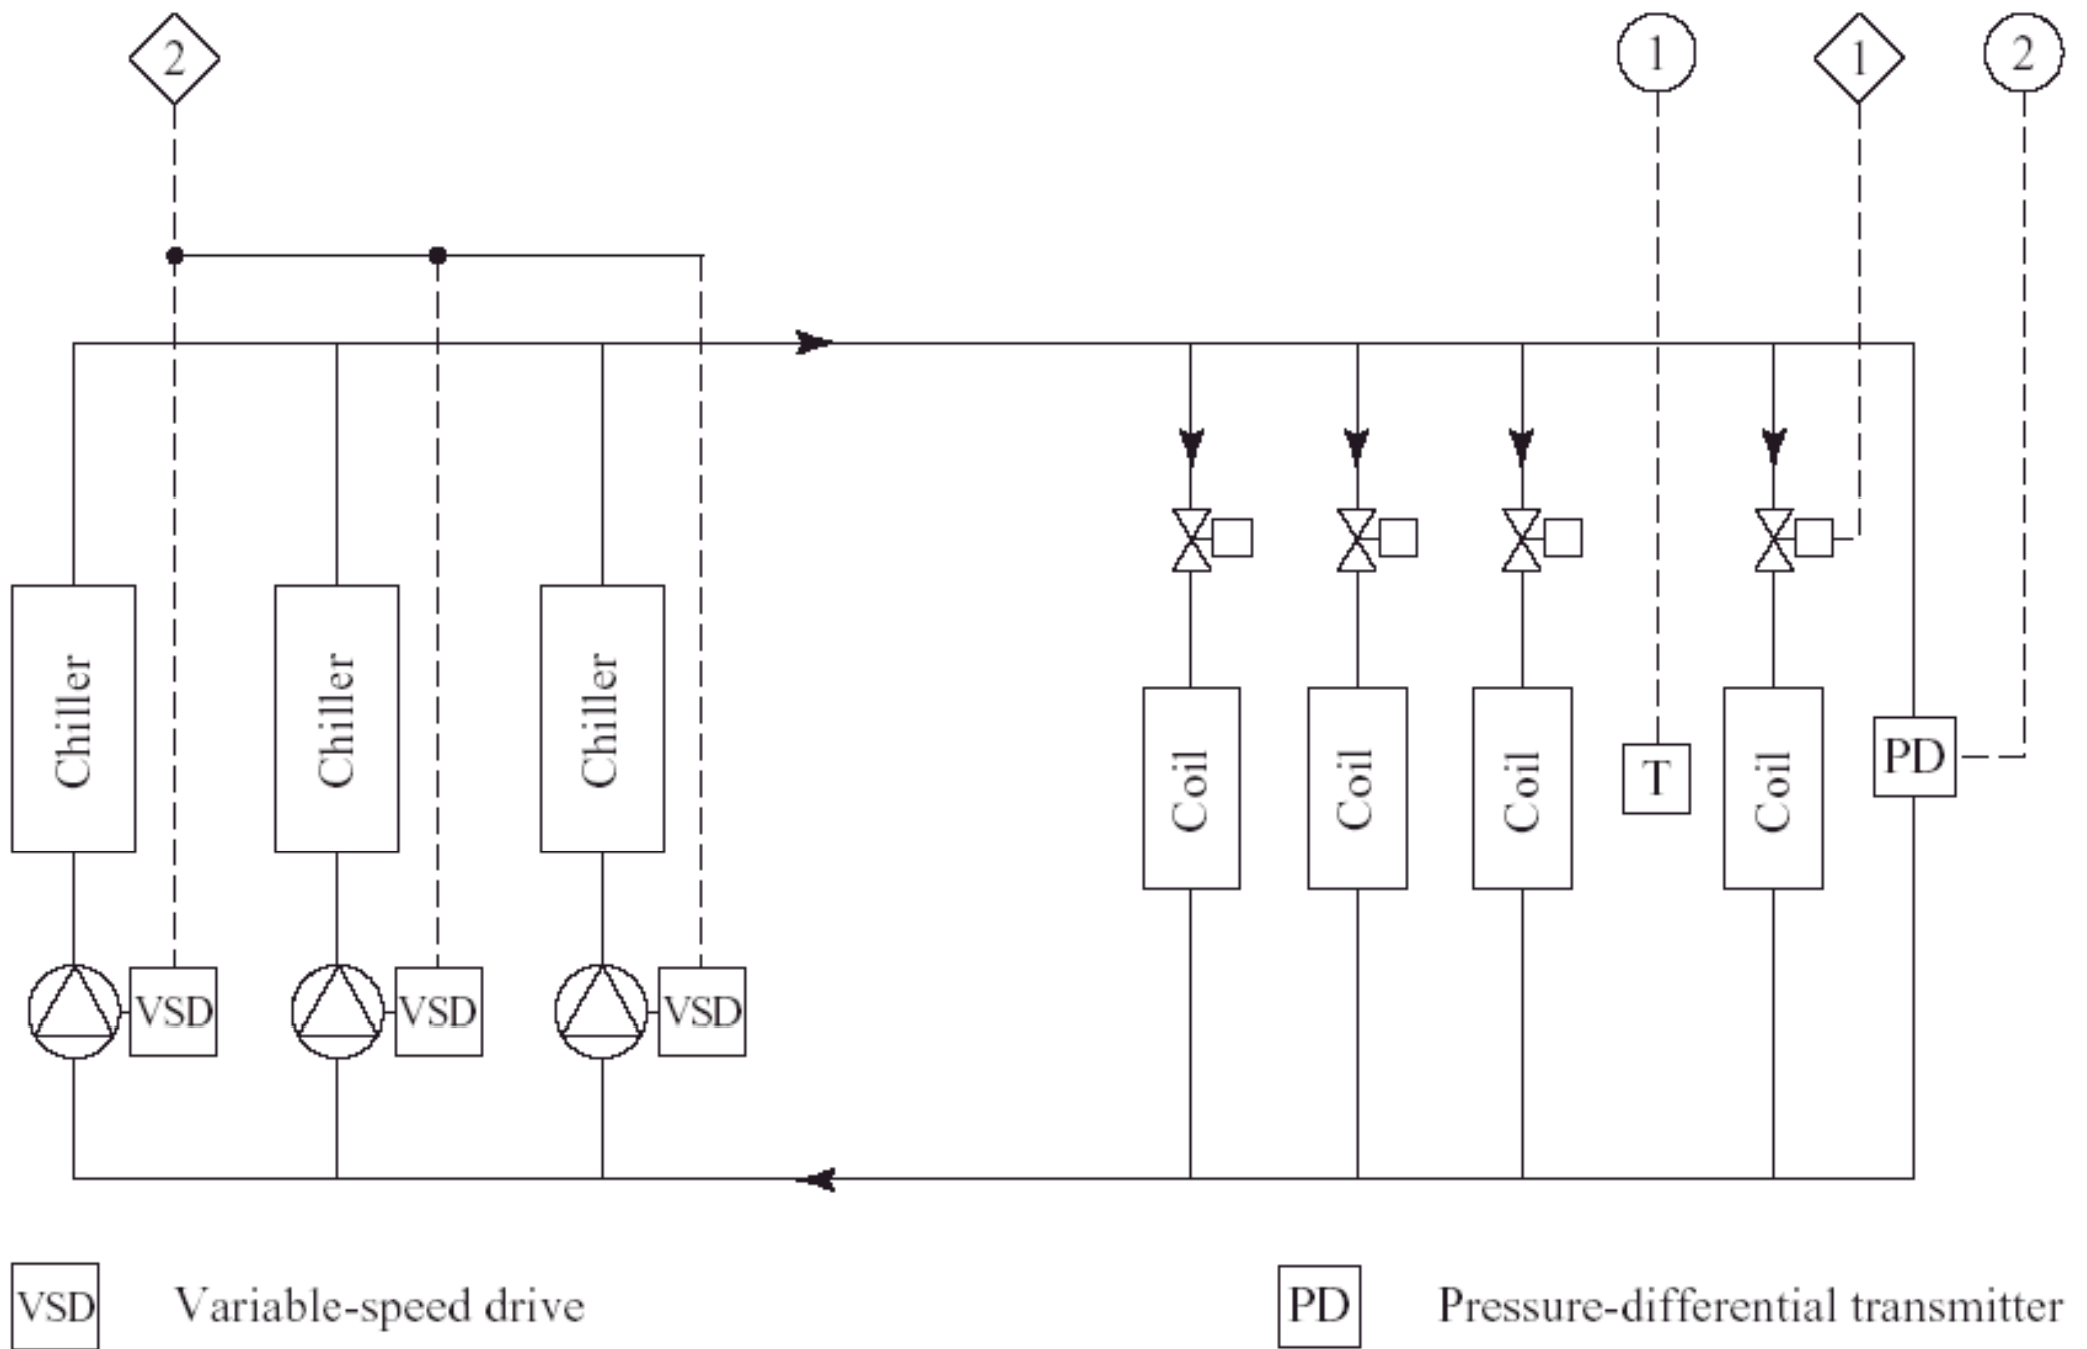 2
1
1
2
Chiller
Chiller
Chiller
Coil
Coil
Coil
T
Coil
PD
VSD
VSD
VSD
VSD Variable-speed drive
PD Pressure-differential transmitter